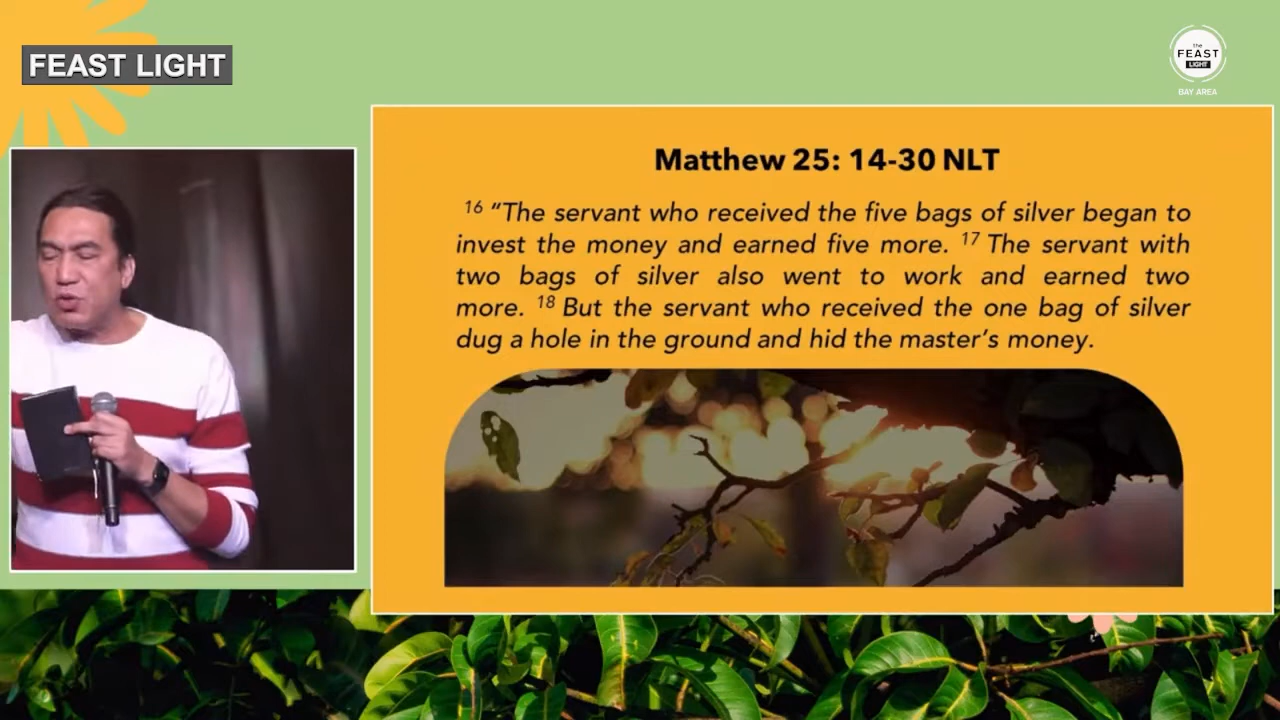 FEAST LIGHT
the
FEAST
LIGHT
BAY AREA
Matthew 25: 14-30 NLT
16 “The servant who received the five bags of silver began to
invest the money and earned five more. 17 The servant with
two bags of silver also went to work and earned two
more. 18 But the servant who received the one bag of silver
dug a hole in the ground and hid the master’s money.